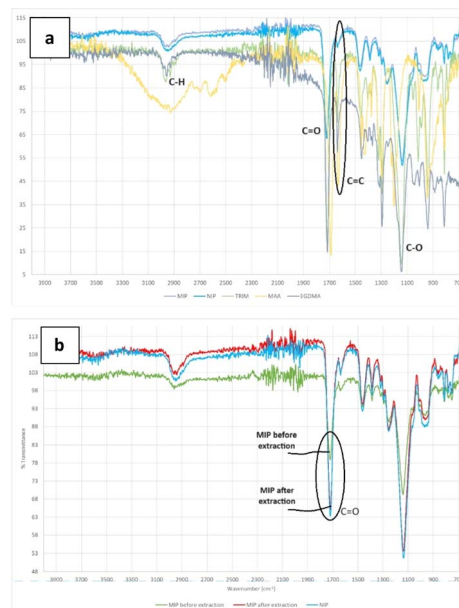 a
115
105
95
85
75
65
55
45
35
25
15
5
C-H
C=O
C=C
C-O
3900 3700 3500 3300 3100 2900 2700 2500 2300 2100 1900 1700 1500 1300 1100 900 700
MIP NIP TRIM MAA EGDMA
b
113
108
103
98
93
88
83
78
73
68
63
58
53
48
% Transmittance
MIP before
extraction
MIP after
extraction
C=O
3900 3700 3500 3300 3100 2900 2700 2500 2300 2100 1900 1700 1500 1300 1100 900 700
Wavenumber (cm⁻¹)
MIP before extraction MIP after extraction NIP